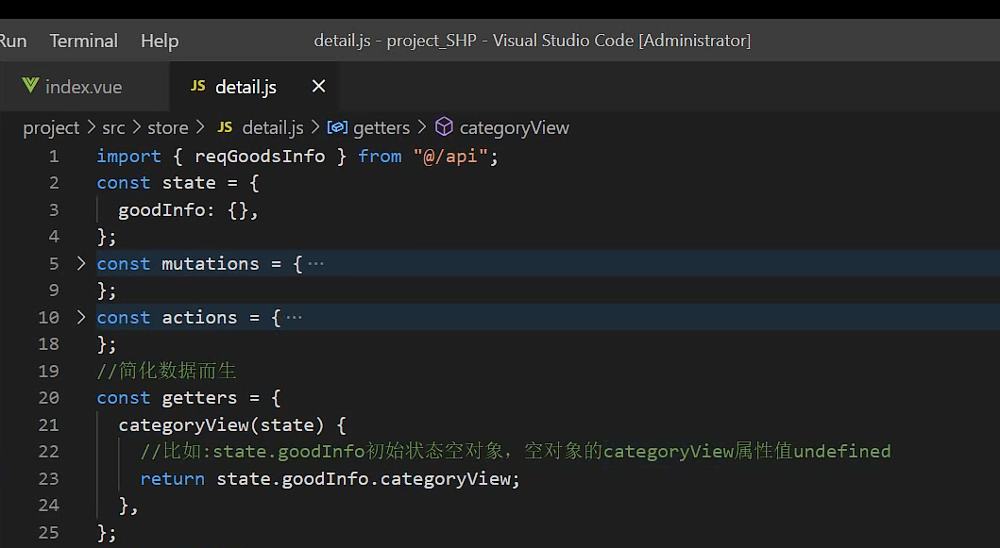 Run Terminal Help detail.js - project_SHP - Visual Studio Code [Administrator]
index.vue JS detail.js
project > src > store > JS detail.js > getters > categoryView
1 import { reqGoodsInfo } from "@/api";
2 const state = {
3 goodInfo: {},
4 };
5 > const mutations = { ···
9 };
10 > const actions = { ···
18 };
19 //简化数据而生
20 const getters = {
21 categoryView(state) {
22 //比如:state.goodInfo初始状态空对象，空对象的categoryView属性值undefined
23 return state.goodInfo.categoryView;
24 },
25 };